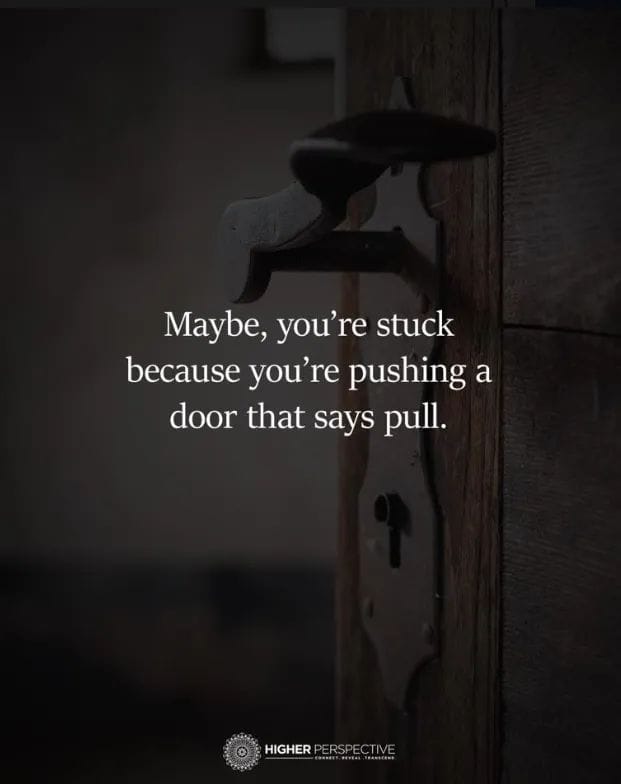 Maybe, you’re stuck
because you’re pushing a
door that says pull.
HIGHER PERSPECTIVE
CONNECT. REVEAL. TRANSCEND.